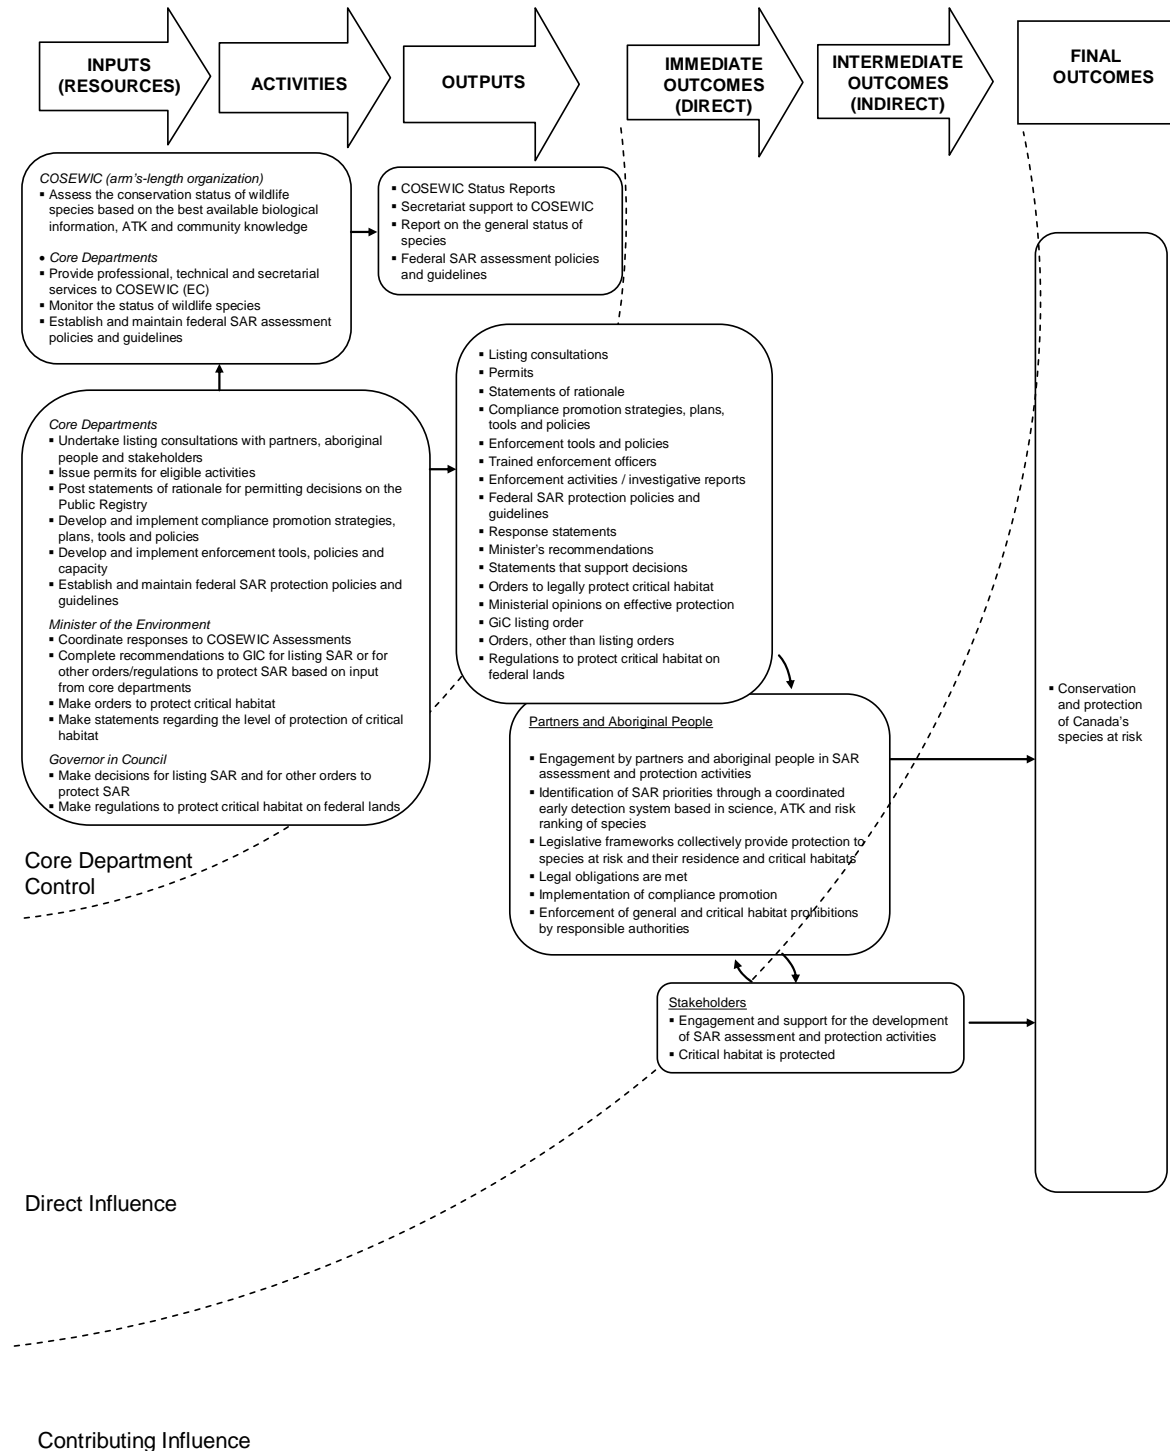 INPUTS
(RESOURCES)
ACTIVITIES
OUTPUTS
IMMEDIATE
OUTCOMES
(DIRECT)
INTERMEDIATE
OUTCOMES
(INDIRECT)
FINAL
OUTCOMES
COSEWIC (arm's-length organization)
▪ Assess the conservation status of wildlife
species based on the best available biological
information, ATK and community knowledge
• Core Departments
▪ Provide professional, technical and secretarial
services to COSEWIC (EC)
▪ Monitor the status of wildlife species
▪ Establish and maintain federal SAR assessment
policies and guidelines
▪ COSEWIC Status Reports
▪ Secretariat support to COSEWIC
▪ Report on the general status of
species
▪ Federal SAR assessment policies
and guidelines
Core Departments
▪ Undertake listing consultations with partners, aboriginal
people and stakeholders
▪ Issue permits for eligible activities
▪ Post statements of rationale for permitting decisions on the
Public Registry
▪ Develop and implement compliance promotion strategies,
plans, tools and policies
▪ Develop and implement enforcement tools, policies and
capacity
▪ Establish and maintain federal SAR protection policies and
guidelines
Minister of the Environment
▪ Coordinate responses to COSEWIC Assessments
▪ Complete recommendations to GIC for listing SAR or for
other orders/regulations to protect SAR based on input
from core departments
▪ Make orders to protect critical habitat
▪ Make statements regarding the level of protection of critical
habitat
Governor in Council
▪ Make decisions for listing SAR and for other orders to
protect SAR
▪ Make regulations to protect critical habitat on federal lands
▪ Listing consultations
▪ Permits
▪ Statements of rationale
▪ Compliance promotion strategies, plans,
tools and policies
▪ Enforcement tools and policies
▪ Trained enforcement officers
▪ Enforcement activities / investigative reports
▪ Federal SAR protection policies and
guidelines
▪ Response statements
▪ Minister's recommendations
▪ Statements that support decisions
▪ Orders to legally protect critical habitat
▪ Ministerial opinions on effective protection
▪ GiC listing order
▪ Orders, other than listing orders
▪ Regulations to protect critical habitat on
federal lands
Partners and Aboriginal People
▪ Engagement by partners and aboriginal people in SAR
assessment and protection activities
▪ Identification of SAR priorities through a coordinated
early detection system based in science, ATK and risk
ranking of species
▪ Legislative frameworks collectively provide protection to
species at risk and their residence and critical habitats
▪ Legal obligations are met
▪ Implementation of compliance promotion
▪ Enforcement of general and critical habitat prohibitions
by responsible authorities
Stakeholders
▪ Engagement and support for the development
of SAR assessment and protection activities
▪ Critical habitat is protected
▪ Conservation
and protection
of Canada's
species at risk
Core Department
Control
Direct Influence
Contributing Influence